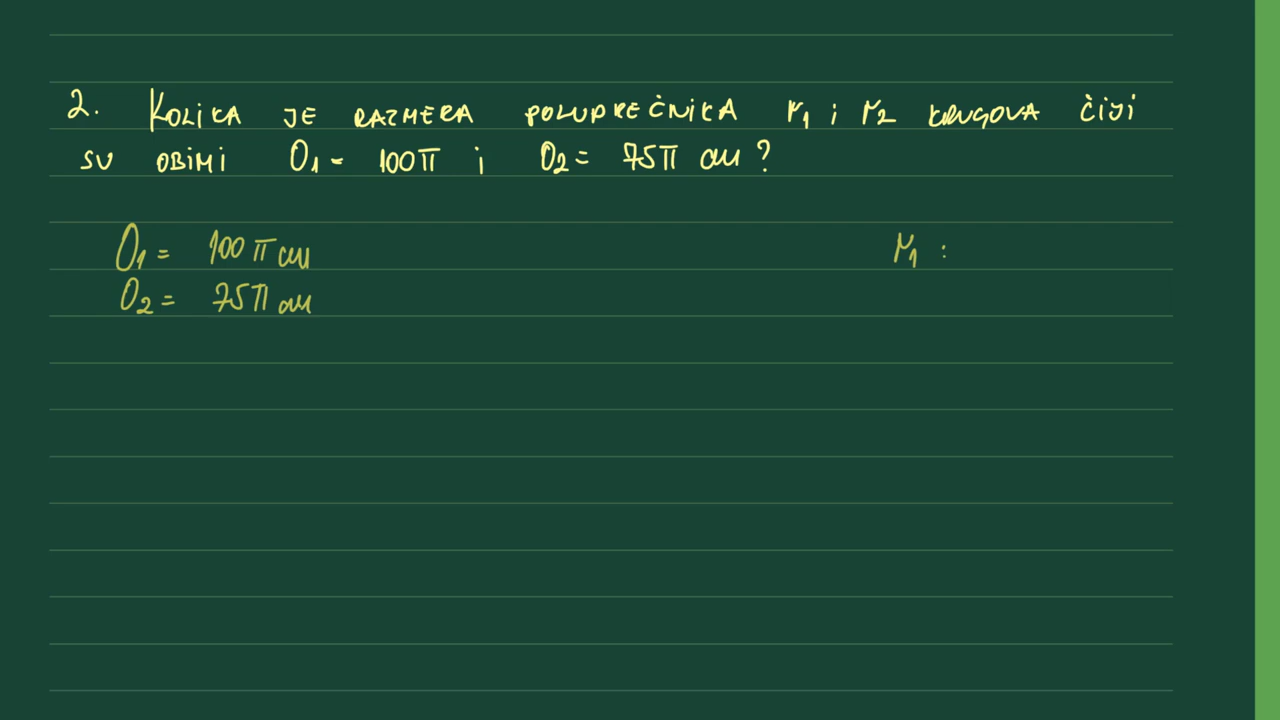 2. KOLIKA JE RAZMERA POLUPREČNIKA r₁ i r₂ KRUGOVA ČIJI
SU OBIMI O₁ = 100π i O₂ = 75π cm?
O₁ = 100π cm
O₂ = 75π cm
r₁ :